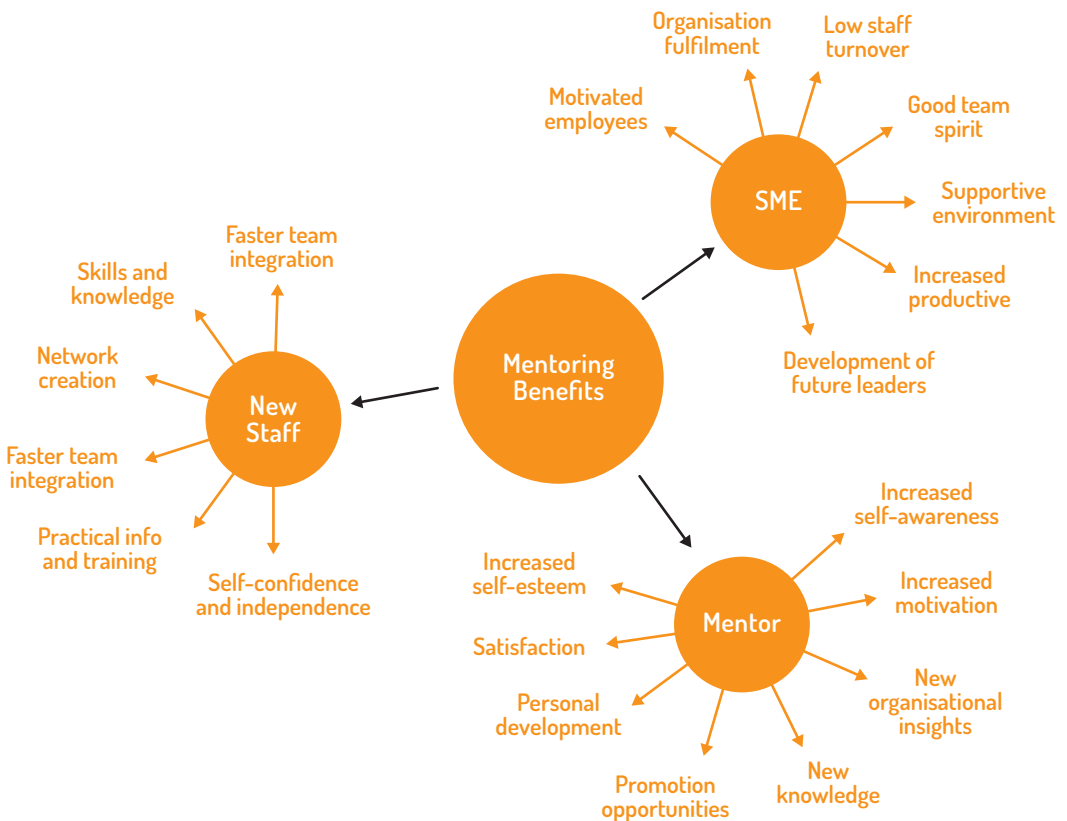 Mentoring
Benefits
SME
Motivated
employees
Organisation
fulfilment
Low staff
turnover
Good team
spirit
Supportive
environment
Increased
productive
Development of
future leaders
New
Staff
Faster team
integration
Skills and
knowledge
Network
creation
Faster team
integration
Practical info
and training
Self-confidence
and independence
Mentor
Increased
self-awareness
Increased
motivation
New
organisational
insights
New
knowledge
Promotion
opportunities
Personal
development
Satisfaction
Increased
self-esteem